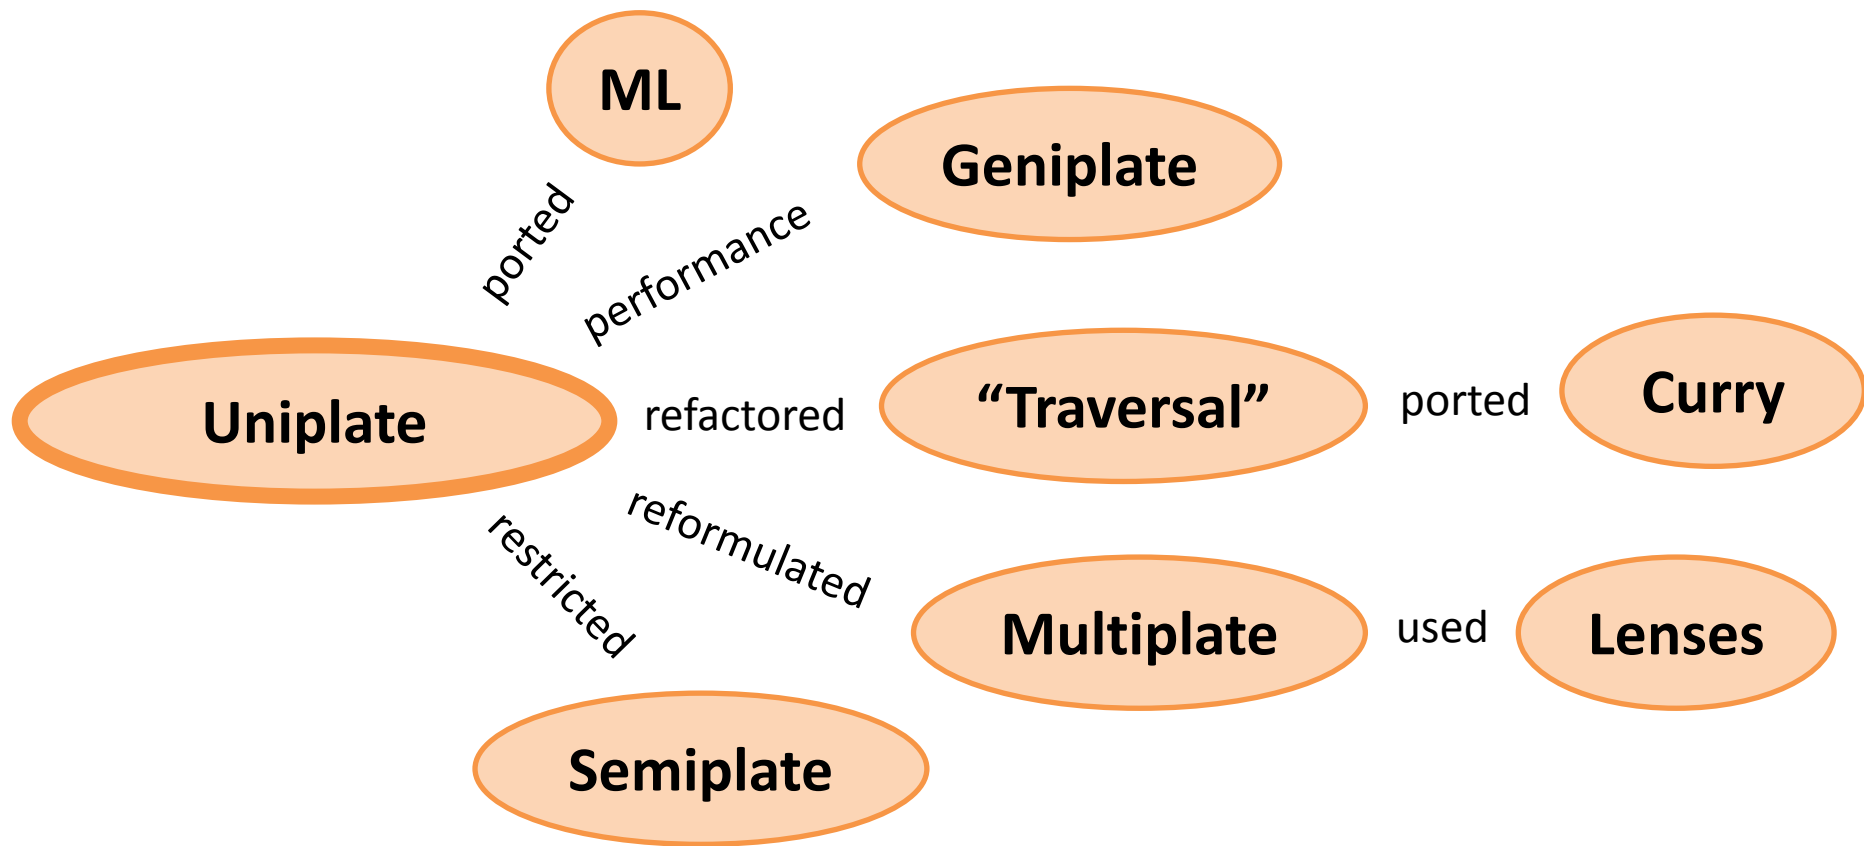 ML
Geniplate
ported
performance
Uniplate
refactored
“Traversal”
ported
Curry
reformulated
restricted
Multiplate
used
Lenses
Semiplate